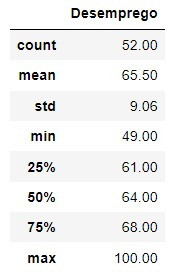 Desemprego
count 52.00
mean 65.50
std 9.06
min 49.00
25% 61.00
50% 64.00
75% 68.00
max 100.00